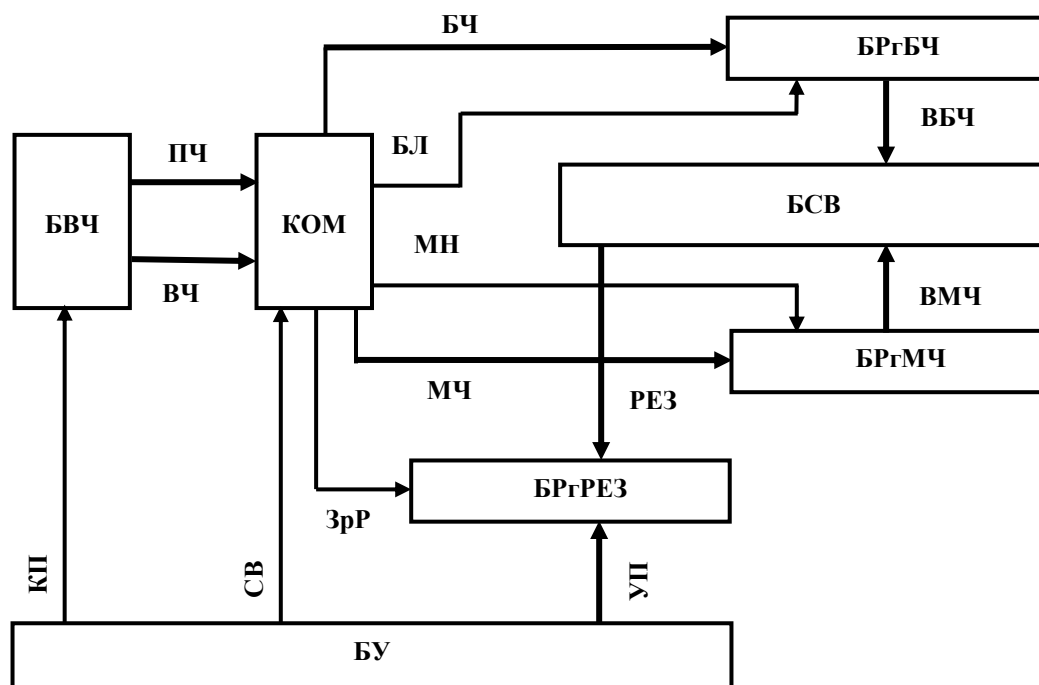 БЧ
БРгБЧ
ВБЧ
БЛ
ПЧ
БСВ
БВЧ
КОМ
МН
ВЧ
ВМЧ
БРгМЧ
МЧ
РЕЗ
БРгРЕЗ
ЗрР
КП
СВ
УП
БУ